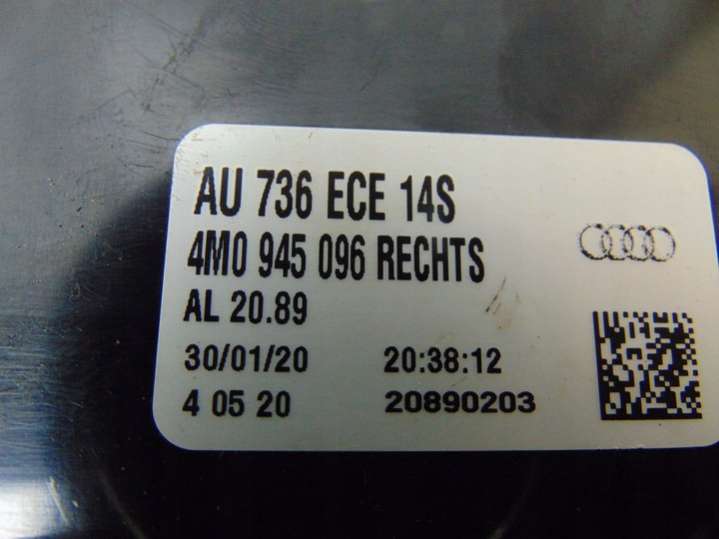 AU 736 ECE 14S
4M0 945 096 RECHTS
AL 20.89
30/01/20 20:38:12
4 05 20 20890203